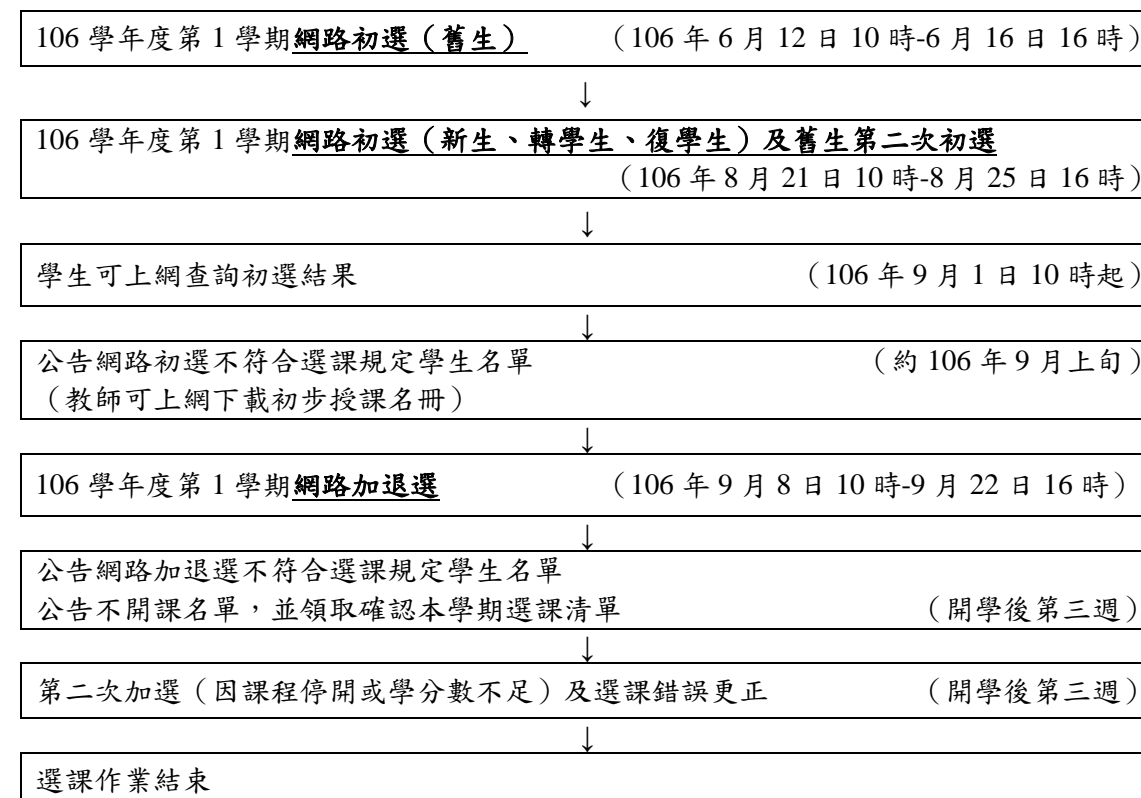 106 學年度第 1 學期網路初選（舊生） （106 年 6 月 12 日 10 時-6 月 16 日 16 時）
↓
106 學年度第 1 學期網路初選（新生、轉學生、復學生）及舊生第二次初選
（106 年 8 月 21 日 10 時-8 月 25 日 16 時）
↓
學生可上網查詢初選結果 （106 年 9 月 1 日 10 時起）
↓
公告網路初選不符合選課規定學生名單 （約 106 年 9 月上旬）
（教師可上網下載初步授課名冊）
↓
106 學年度第 1 學期網路加退選 （106 年 9 月 8 日 10 時-9 月 22 日 16 時）
↓
公告網路加退選不符合選課規定學生名單
公告不開課名單，並領取確認本學期選課清單 （開學後第三週）
↓
第二次加選（因課程停開或學分數不足）及選課錯誤更正 （開學後第三週）
↓
選課作業結束